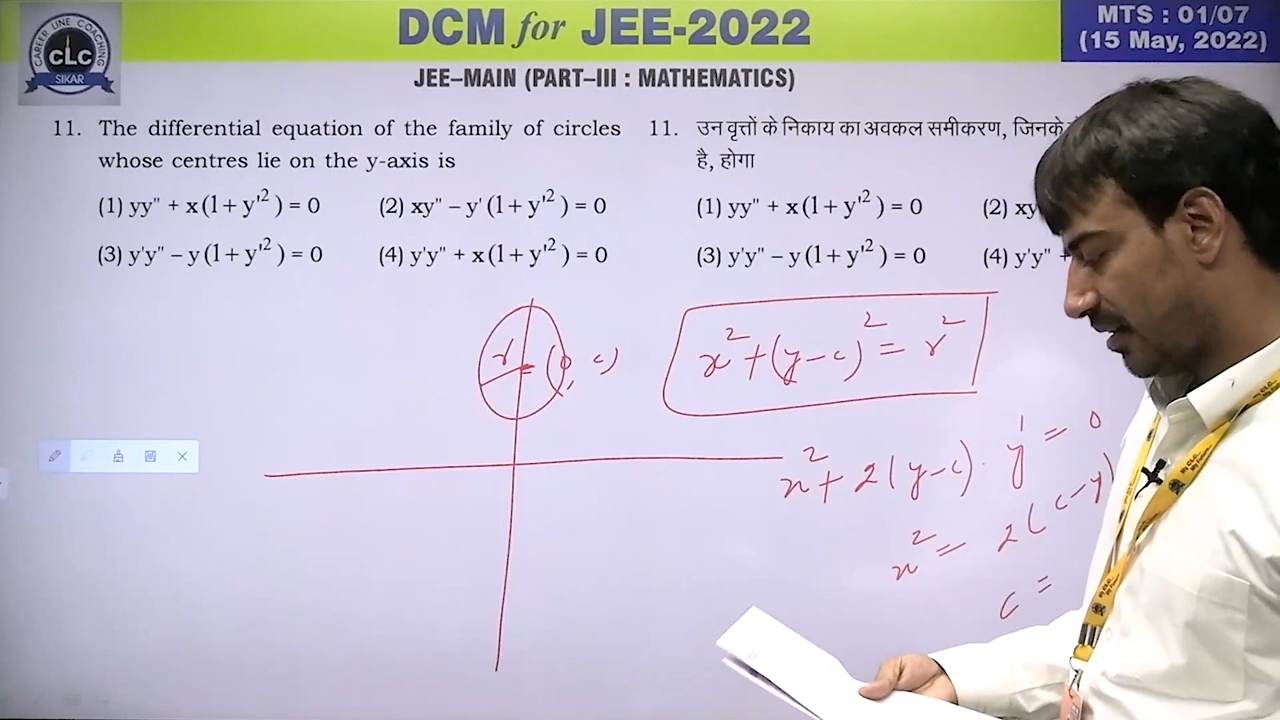 CAREER LINE COACHING
CLC
SIKAR
DCM for JEE-2022
MTS : 01/07
(15 May, 2022)
JEE–MAIN (PART–III : MATHEMATICS)
11. The differential equation of the family of circles
whose centres lie on the y-axis is
(1) yy" + x(1+ y'²) = 0 (2) xy" – y'(1+ y'²) = 0
(3) y'y" – y(1+ y'²) = 0 (4) y'y" + x(1+ y'²) = 0
11. उन वृत्तों के निकाय का अवकल समीकरण, जिनके
है, होगा
(1) yy" + x(1+ y'²) = 0 (2) xy
(3) y'y" – y(1+ y'²) = 0 (4) y'y" +
r (0, c)
x² + (y–c)² = r²
x² + 2(y–c). y' = 0
x² = 2(c–y)
c =